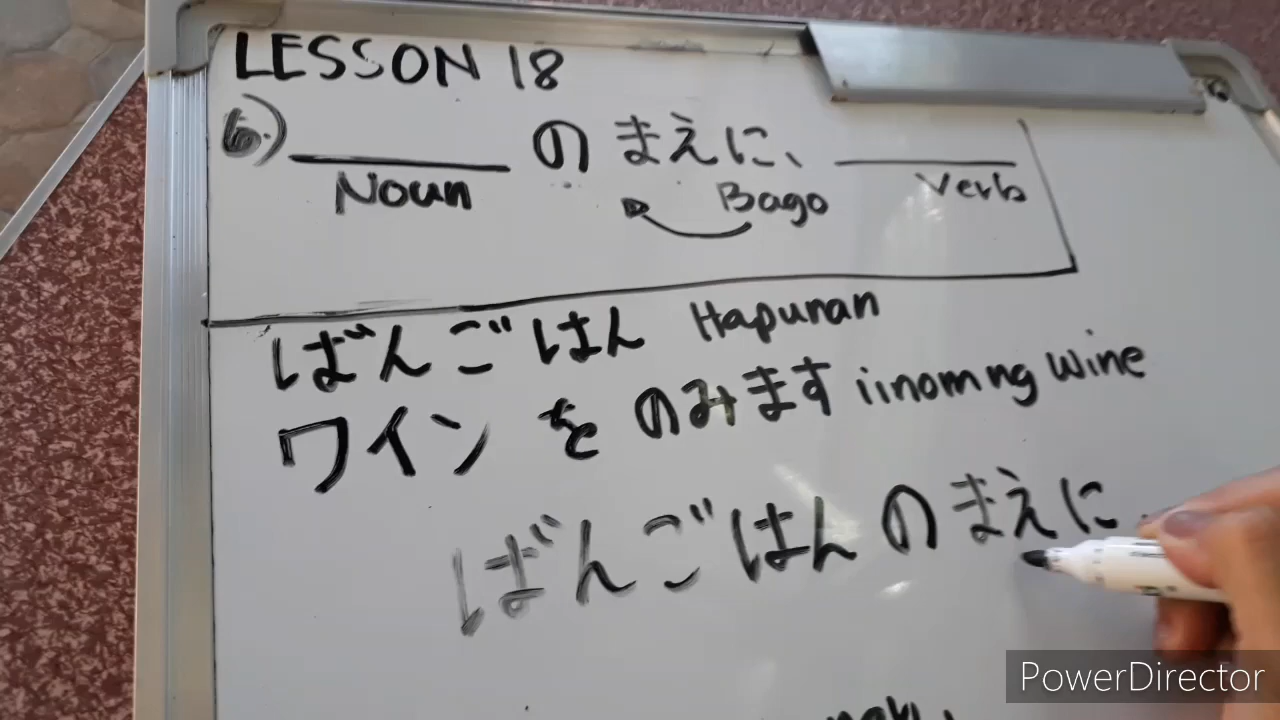 LESSON 18
6.) の まえに、
Noun Bago Verb
ばんごはん Hapunan
ワイン を のみます iinom ng wine
ばんごはん の まえに
PowerDirector